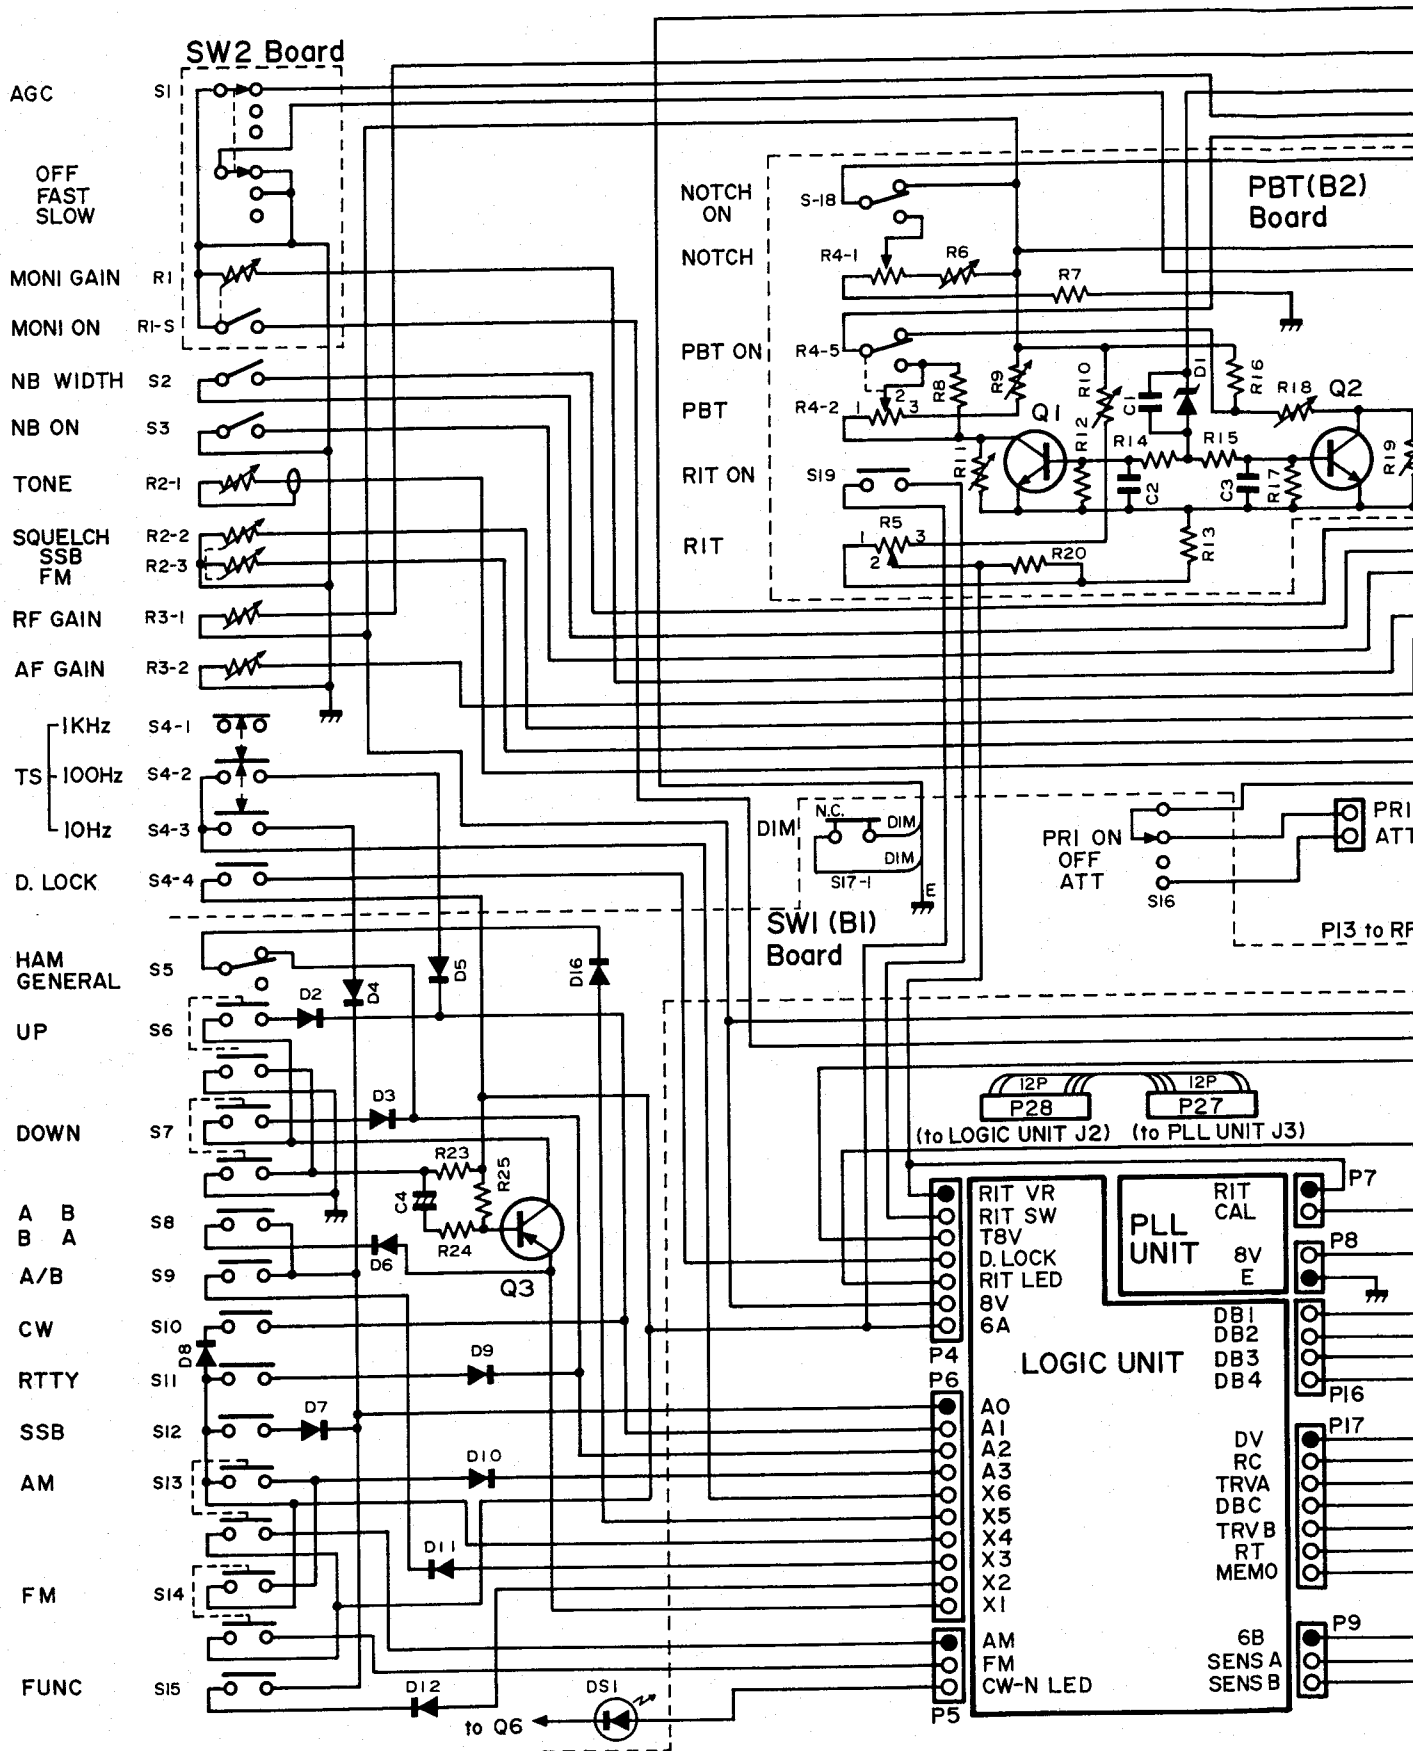 SW2 Board
AGC S1
OFF
FAST
SLOW
MONI GAIN R1
MONI ON R1-S
NB WIDTH S2
NB ON S3
TONE R2-1
SQUELCH R2-2
SSB R2-3
FM
RF GAIN R3-1
AF GAIN R3-2
1KHz S4-1
TS 100Hz S4-2
10Hz S4-3
D. LOCK S4-4
HAM
GENERAL S5
UP S6
DOWN S7
A B S8
B A
A/B S9
CW S10
RTTY S11
SSB S12
AM S13
FM S14
FUNC S15
D2
D3
D4
D5
D16
R23
R25
C4
R24
D6
Q3
D8
D9
D7
D10
D11
D12
DS1
to Q6
PBT(B2)
Board
NOTCH
ON S-18
NOTCH R4-1 R6
R7
PBT ON R4-5
PBT R4-2 1 2 3
R8
R9
R10
C1
D1
R16
R18
Q2
Q1
R11
R12
R14
R15
R19
C2
C3
R17
RIT ON S19
RIT R5 1 2 3
R20
R13
DIM N.C. DIM
DIM
S17-1
E
SW1 (B1)
Board
PRI ON
OFF
ATT
S16
PRI
ATT
P13 to RF
12P 12P
P28 P27
(to LOGIC UNIT J2) (to PLL UNIT J3)
RIT VR
RIT SW
T8V
D.LOCK
RIT LED
8V
6A
P4
P6
A0
A1
A2
A3
X6
X5
X4
X3
X2
X1
AM
FM
CW-N LED
P5
PLL
UNIT
RIT P7
CAL
P8
8V
E
LOGIC UNIT
DB1
DB2
DB3
DB4
P16
P17
DV
RC
TRVA
DBC
TRVB
RT
MEMO
P9
6B
SENS A
SENS B